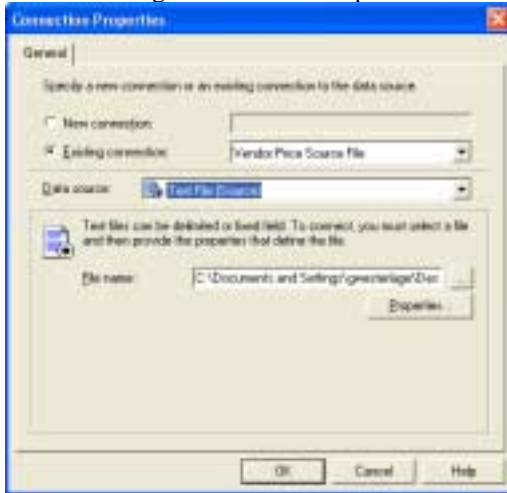 Connection Properties
General
Specify a new connection or an existing connection to the data source.
New connection:
Existing connection: Vendor Price Source File
Data source: Text File (Source)
Text files can be delimited or fixed field. To connect, you must select a file
and then provide the properties that define the file.
File name: C:\Documents and Settings\ ...
Properties...
OK Cancel Help